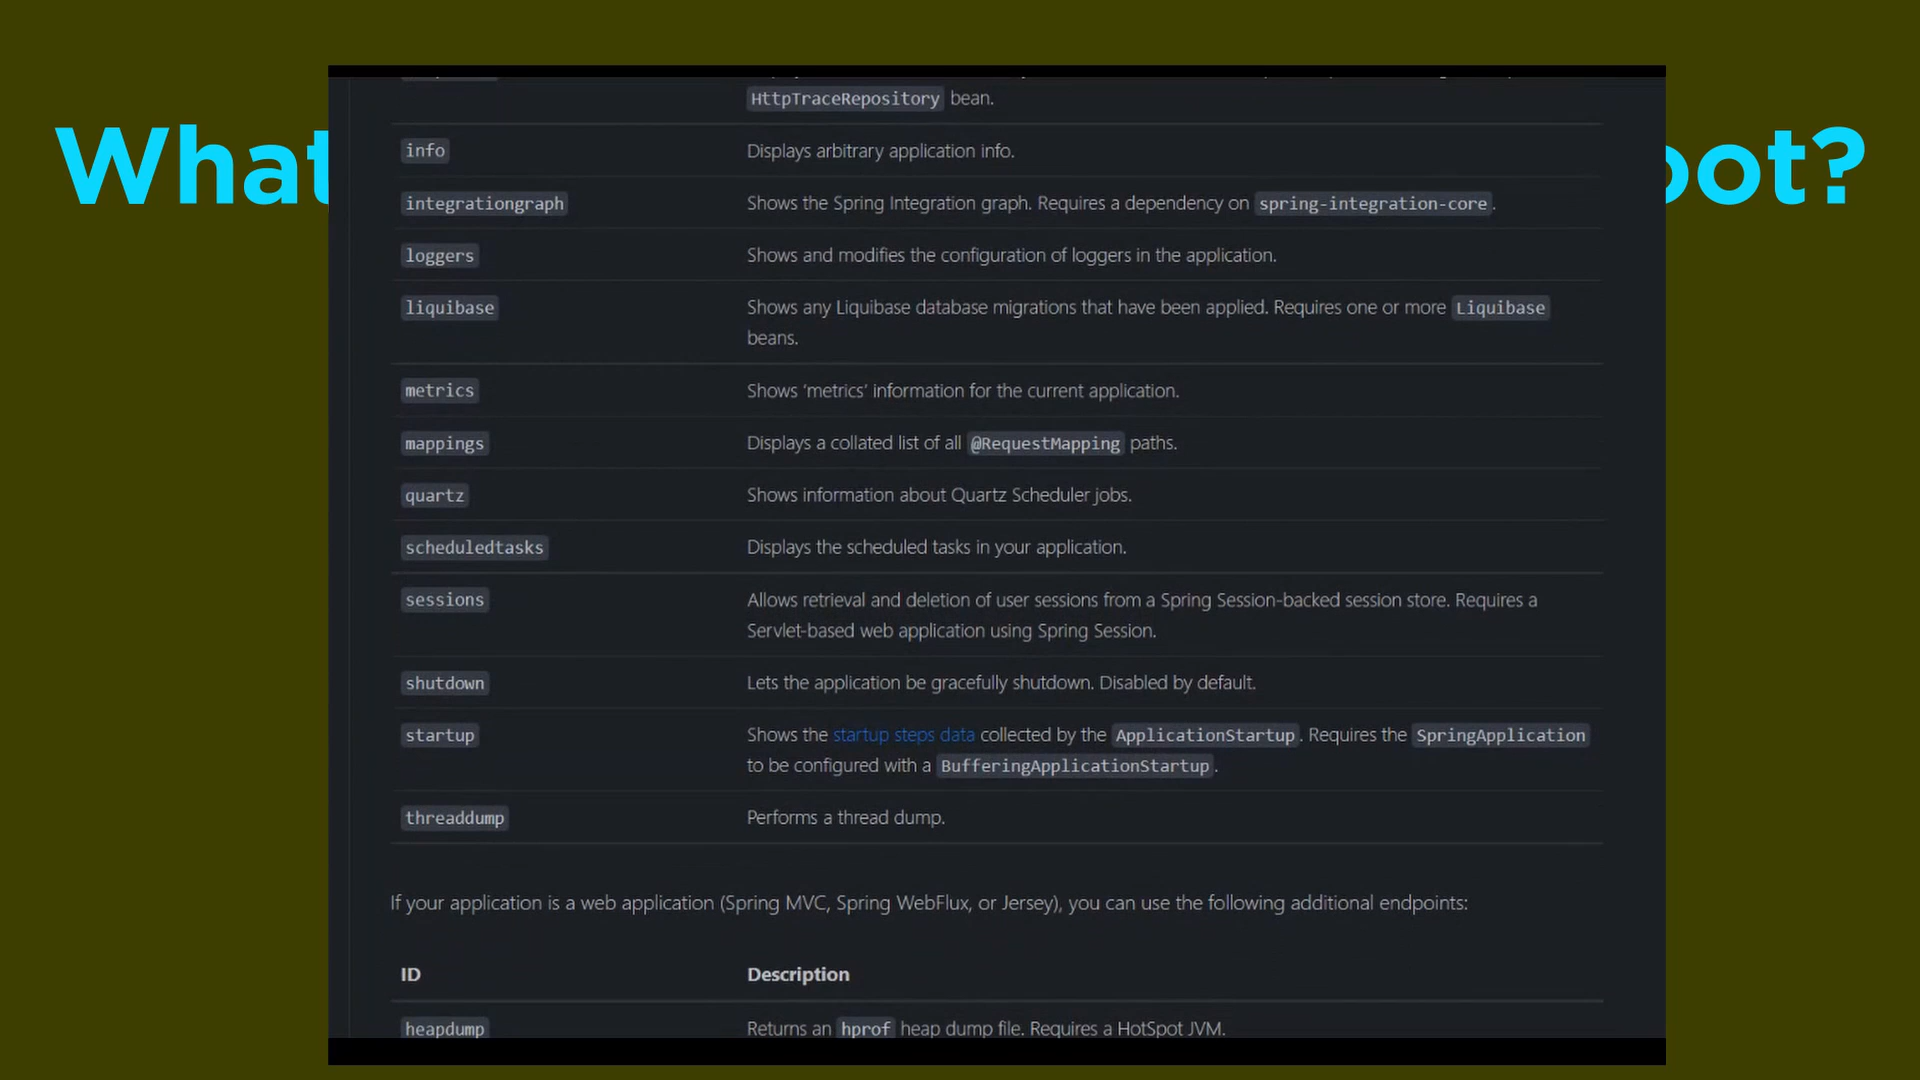 What
oot?
HttpTraceRepository bean.
info Displays arbitrary application info.
integrationgraph Shows the Spring Integration graph. Requires a dependency on spring-integration-core.
loggers Shows and modifies the configuration of loggers in the application.
liquibase Shows any Liquibase database migrations that have been applied. Requires one or more Liquibase
beans.
metrics Shows ‘metrics’ information for the current application.
mappings Displays a collated list of all @RequestMapping paths.
quartz Shows information about Quartz Scheduler jobs.
scheduledtasks Displays the scheduled tasks in your application.
sessions Allows retrieval and deletion of user sessions from a Spring Session-backed session store. Requires a
Servlet-based web application using Spring Session.
shutdown Lets the application be gracefully shutdown. Disabled by default.
startup Shows the startup steps data collected by the ApplicationStartup. Requires the SpringApplication
to be configured with a BufferingApplicationStartup.
threaddump Performs a thread dump.
If your application is a web application (Spring MVC, Spring WebFlux, or Jersey), you can use the following additional endpoints:
ID Description
heapdump Returns an hprof heap dump file. Requires a HotSpot JVM.